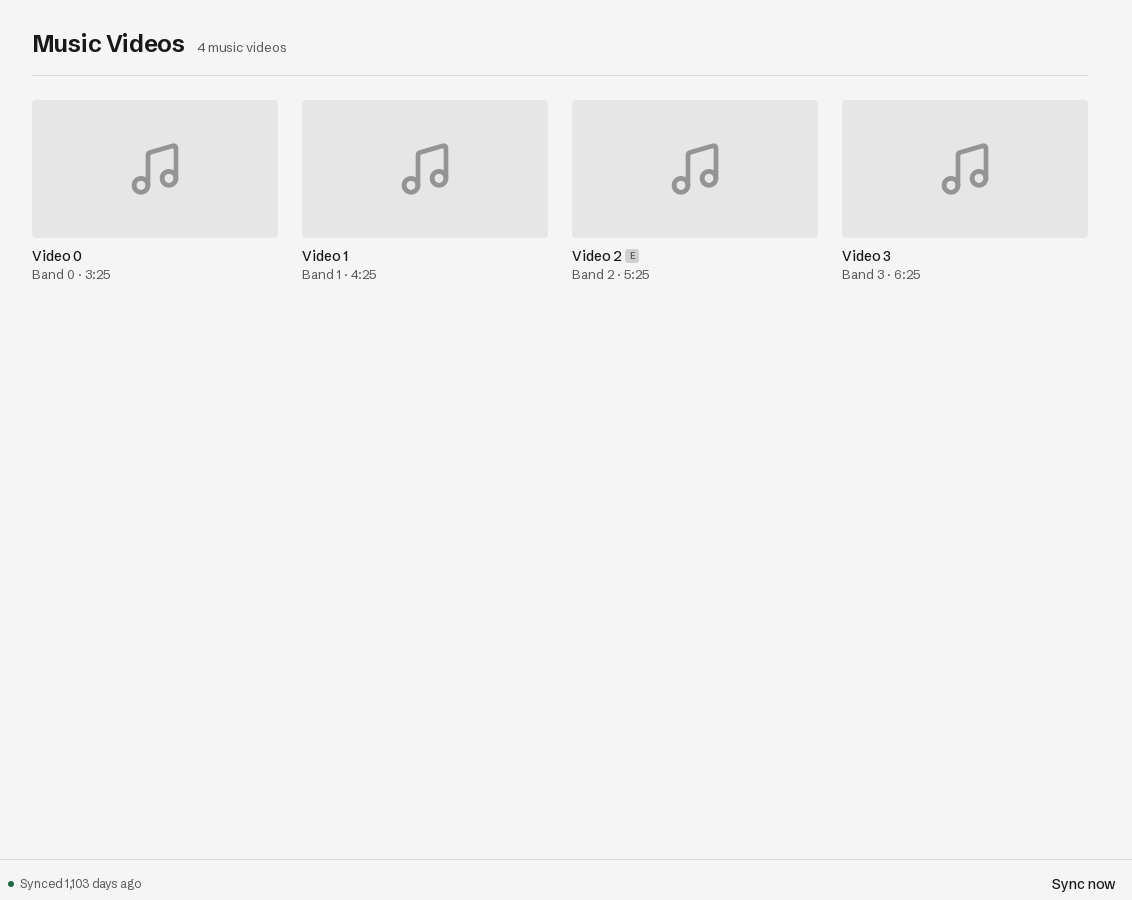 Music Videos 4 music videos
Video 0
Band 0 · 3:25
Video 1
Band 1 · 4:25
Video 2 E
Band 2 · 5:25
Video 3
Band 3 · 6:25
Synced 1,103 days ago
Sync now